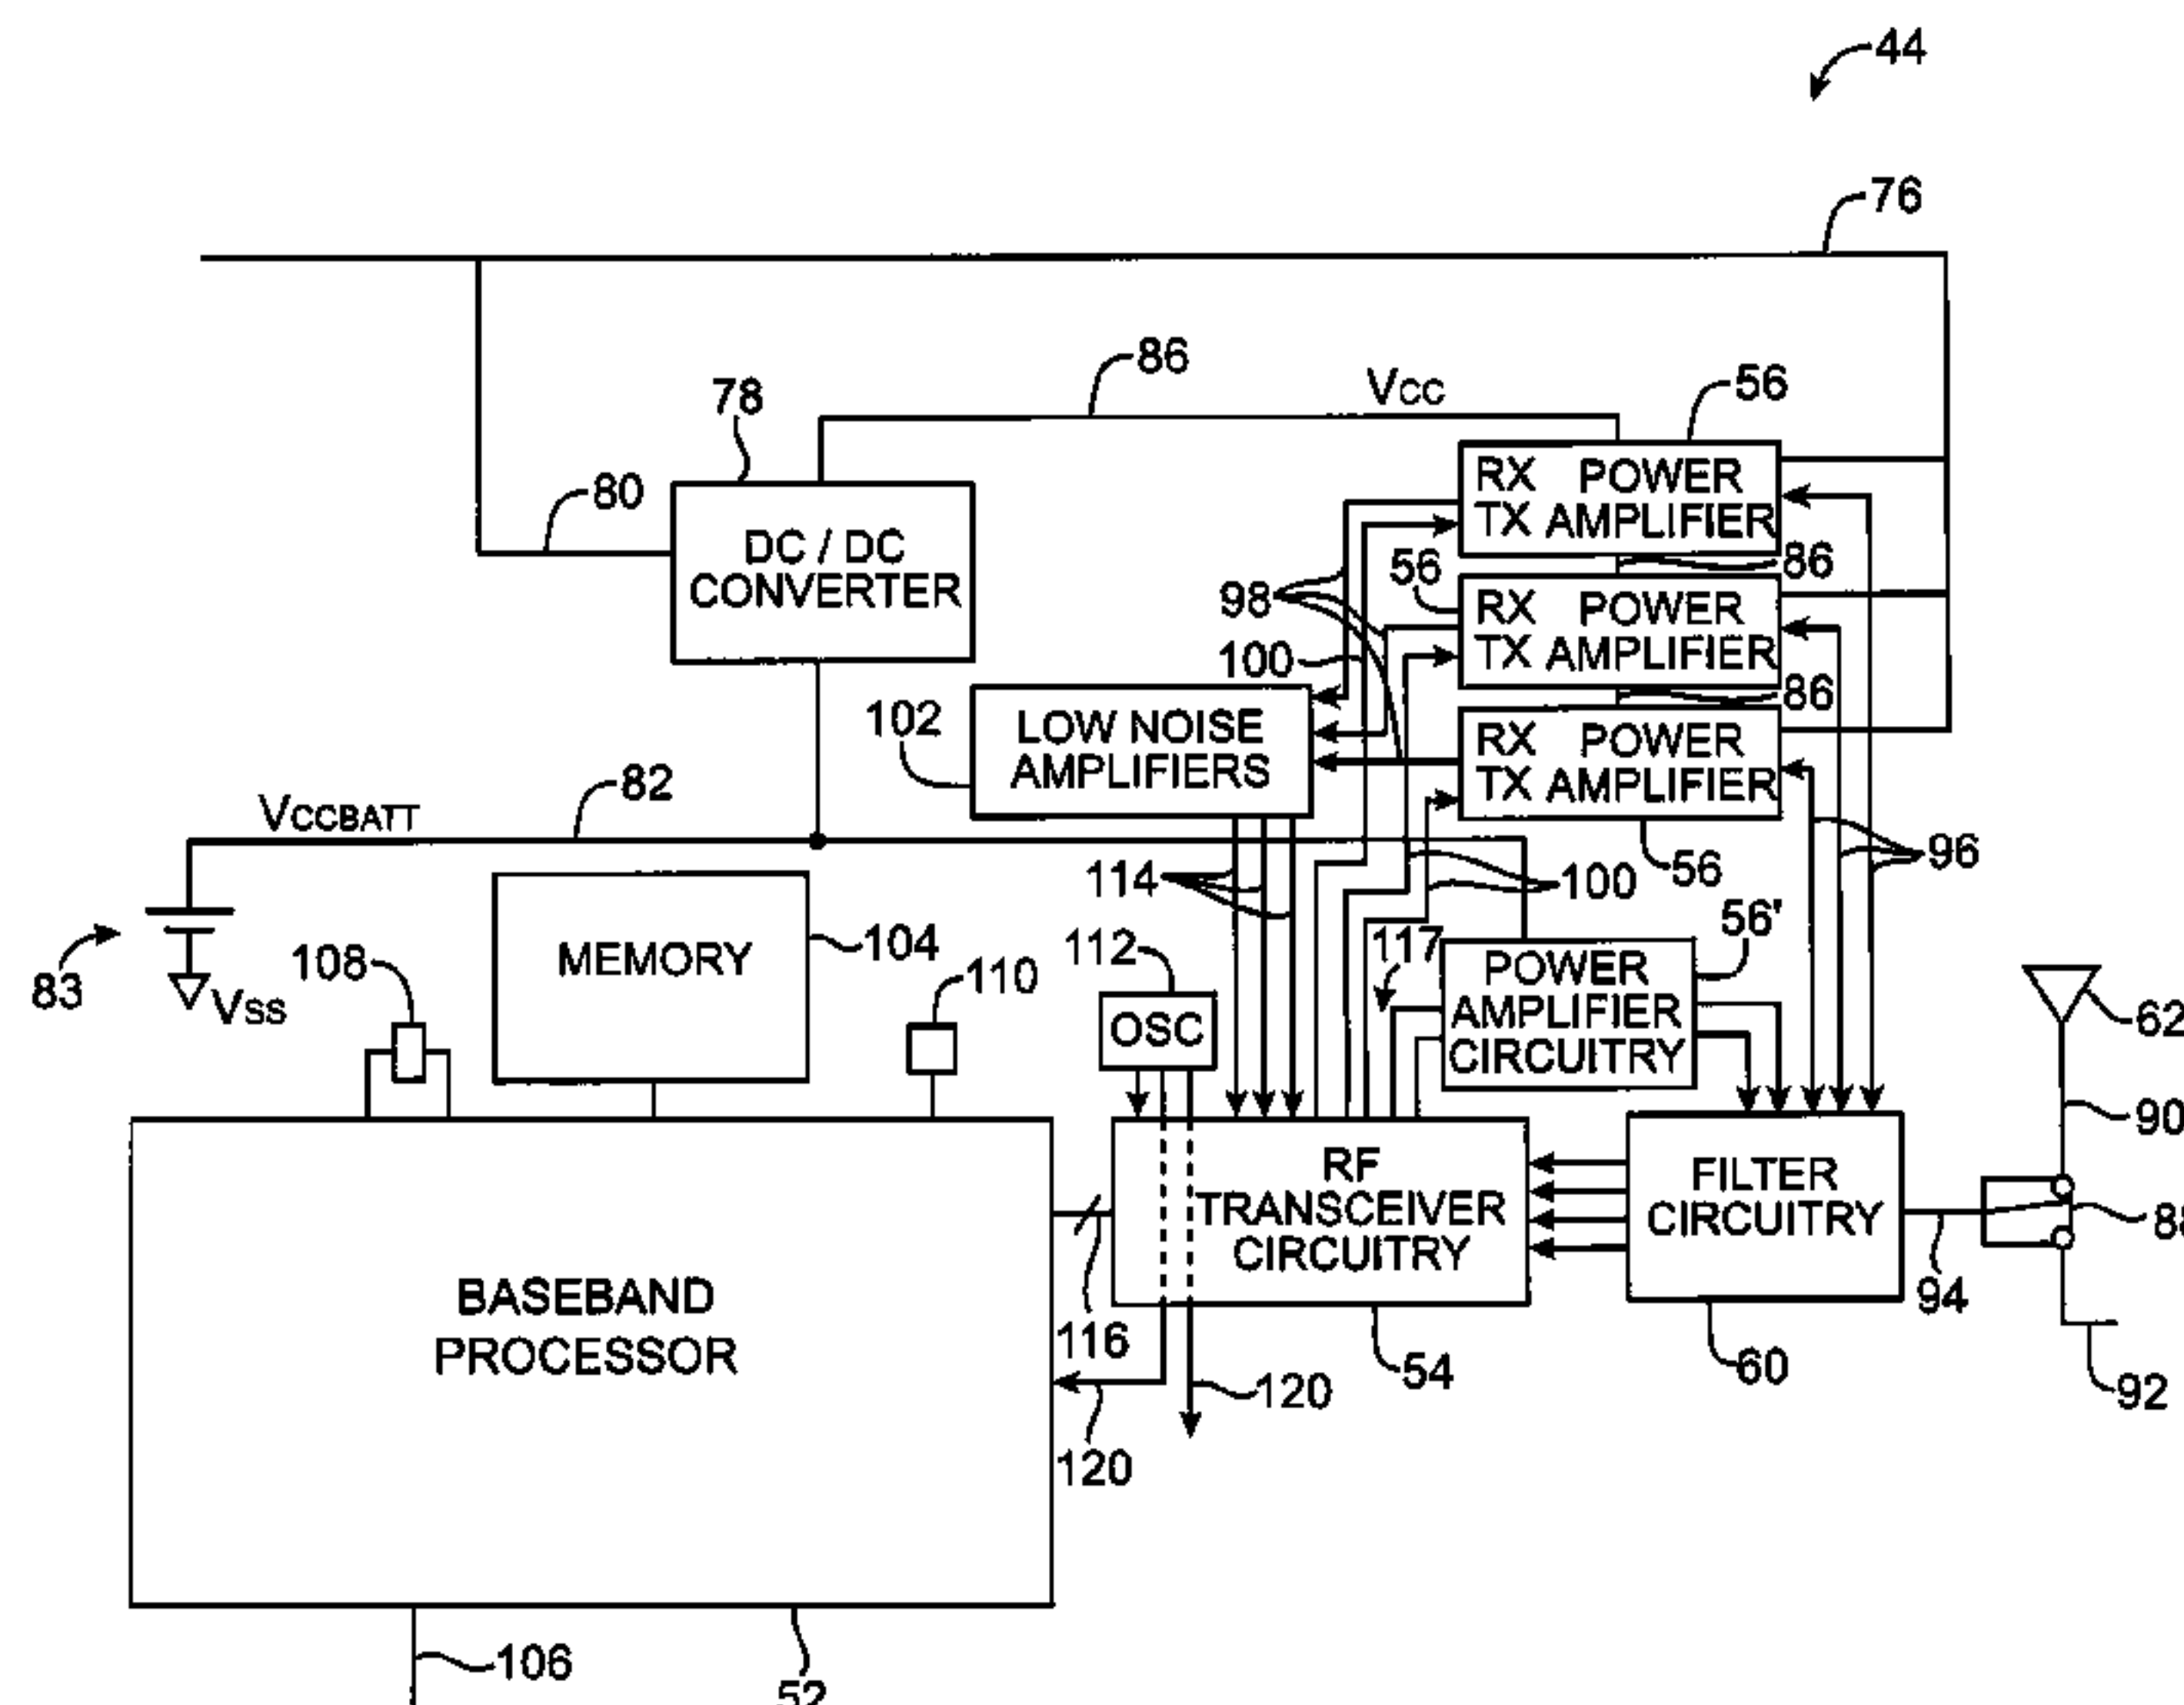 44
76
86
VCC
56
78
80
DC / DC
CONVERTER
RX POWER
TX AMPLIFIER
86
56
98
RX POWER
TX AMPLIFIER
100
86
102
LOW NOISE
AMPLIFIERS
RX POWER
TX AMPLIFIER
82
VCCBATT
96
56
114
100
56'
117
104
112
108
MEMORY
110
83
VSS
OSC
POWER
AMPLIFIER
CIRCUITRY
62
90
RF
TRANSCEIVER
CIRCUITRY
FILTER
CIRCUITRY
94
BASEBAND
PROCESSOR
116
54
60
120
92
120
106
52